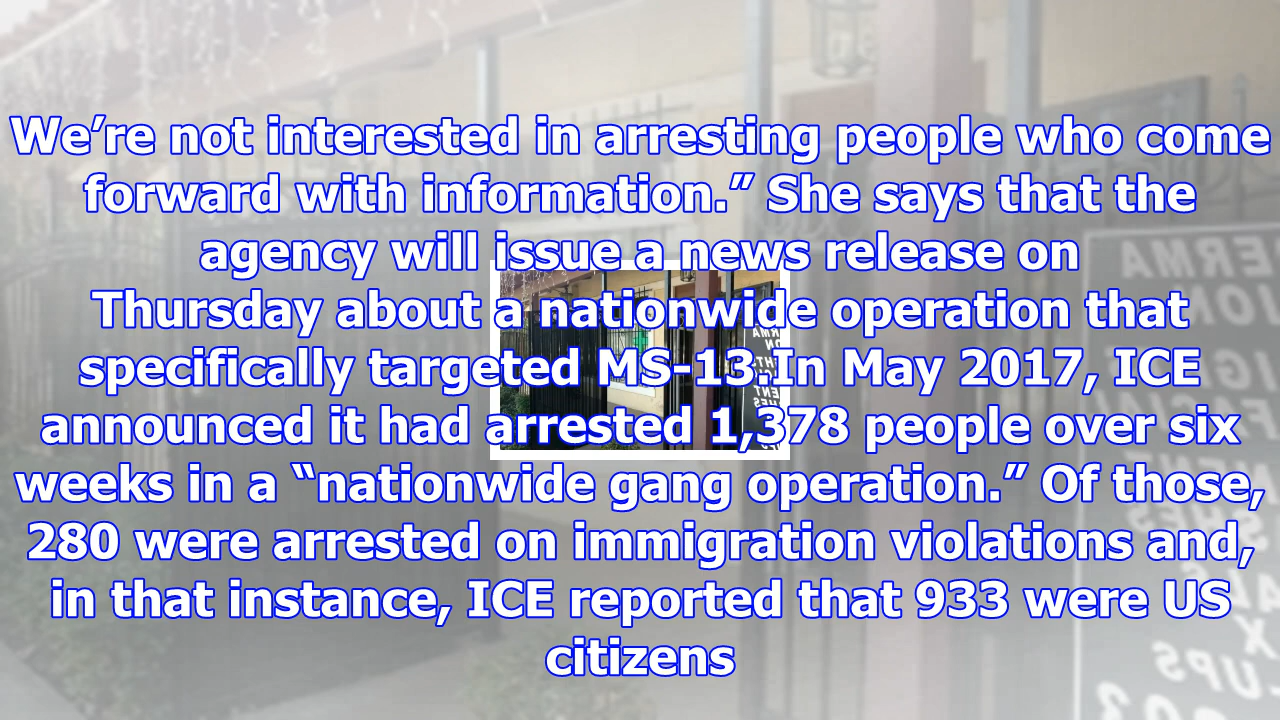 We’re not interested in arresting people who come
forward with information.” She says that the
agency will issue a news release on
Thursday about a nationwide operation that
specifically targeted MS-13.In May 2017, ICE
announced it had arrested 1,378 people over six
weeks in a “nationwide gang operation.” Of those,
280 were arrested on immigration violations and,
in that instance, ICE reported that 933 were US
citizens